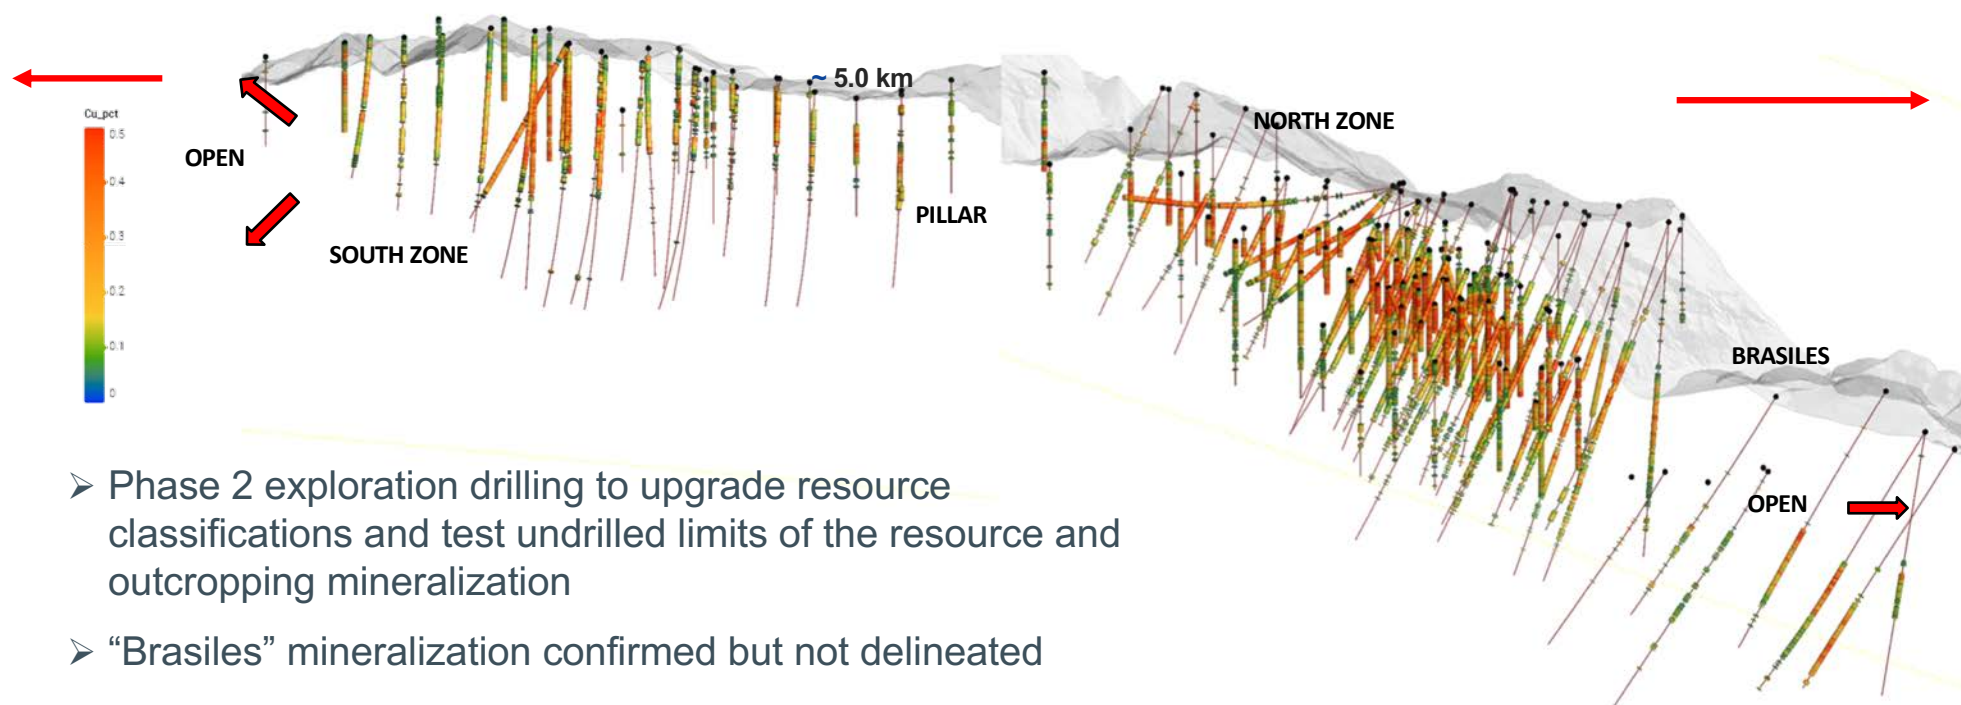 ~ 5.0 km
NORTH ZONE
Cu_pct
0.5
0.4
0.3
0.2
0.1
0
OPEN
SOUTH ZONE
PILLAR
BRASILES
OPEN
➢ Phase 2 exploration drilling to upgrade resource
classifications and test undrilled limits of the resource and
outcropping mineralization
➢ “Brasiles” mineralization confirmed but not delineated